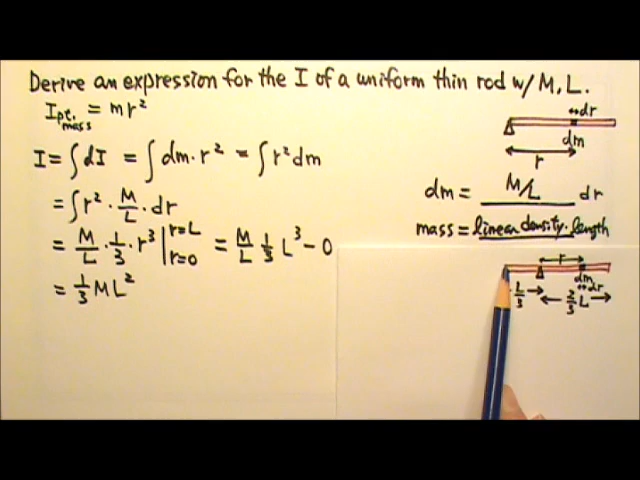 Derive an expression for the I of a uniform thin rod w/ M, L.
I pt. mass = mr²
dr
dm
r
I = ∫dI = ∫dm·r² = ∫r²dm
dm = M/L dr
= ∫r² · M/L · dr
mass = linear density · length
= M/L · 1/3 · r³ |r=L r=0 = M/L 1/3 L³ − 0
r
dm
dr
L/3 2/3 L
= 1/3 ML²